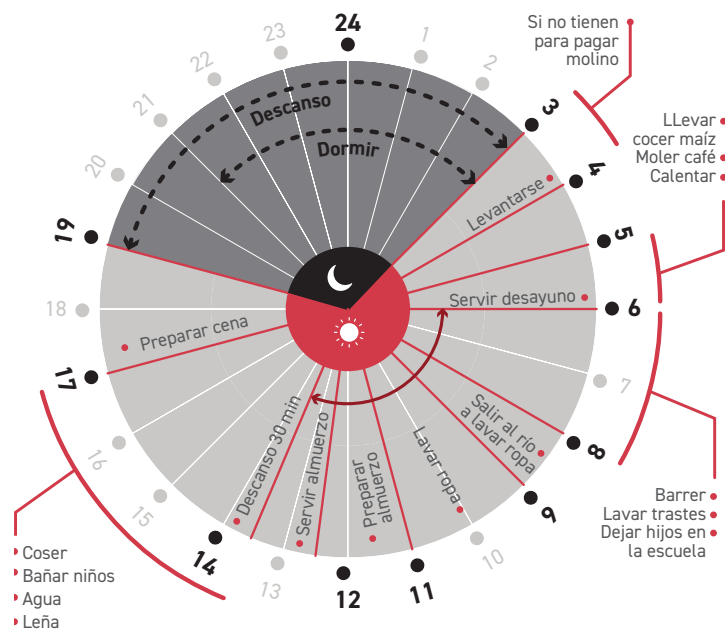 24
1
2
3
4
5
6
7
8
9
10
11
12
13
14
15
16
17
18
19
20
21
22
23
Descanso
Dormir
Si no tienen
para pagar
molino
LLevar
cocer maíz
Moler café
Calentar
Levantarse
Servir desayuno
Salir al río
a lavar ropa
Barrer
Lavar trastes
Dejar hijos en
la escuela
Lavar ropa
Preparar
almuerzo
Servir almuerzo
Descanso 30 min
Preparar cena
Coser
Bañar niños
Agua
Leña